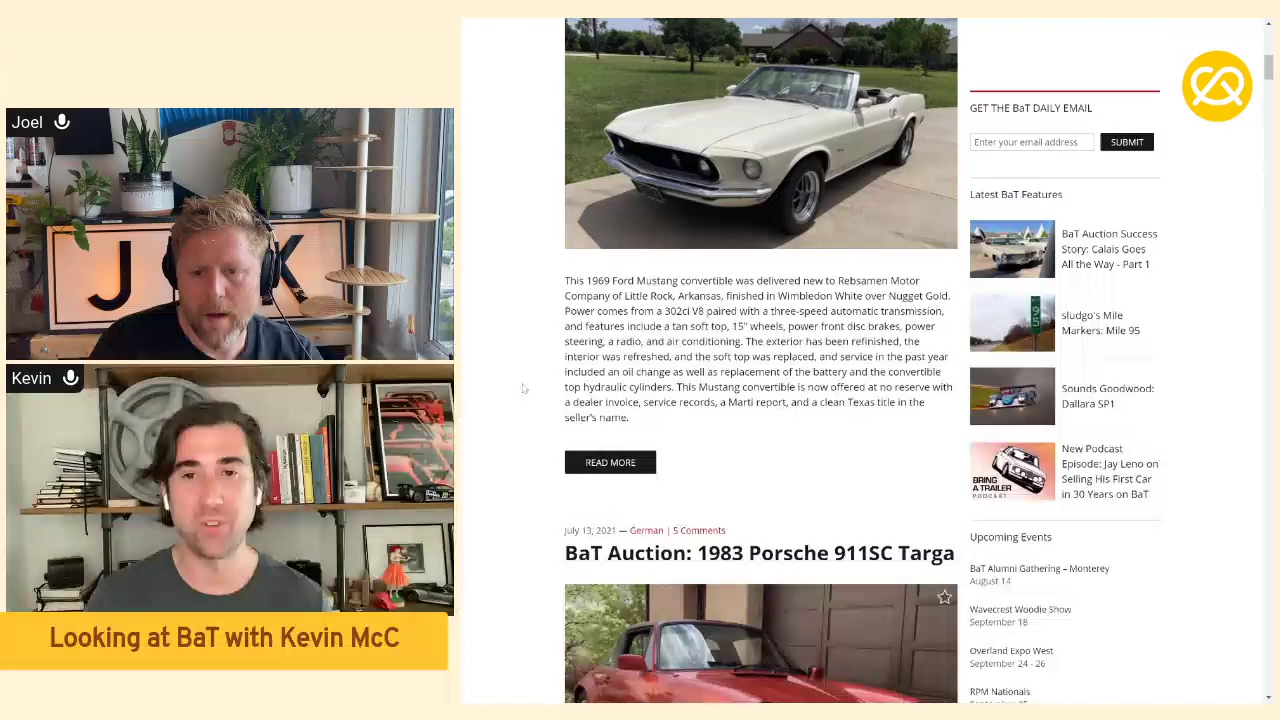 Joel
J K
Kevin
Looking at BaT with Kevin McC
This 1969 Ford Mustang convertible was delivered new to Rebsamen Motor
Company of Little Rock, Arkansas, finished in Wimbledon White over Nugget Gold.
Power comes from a 302ci V8 paired with a three-speed automatic transmission,
and features include a tan soft top, 15” wheels, power front disc brakes, power
steering, a radio, and air conditioning. The exterior has been refinished, the
interior was refreshed, and the soft top was replaced, and service in the past year
included an oil change as well as replacement of the battery and the convertible
top hydraulic cylinders. This Mustang convertible is now offered at no reserve with
a dealer invoice, service records, a Marti report, and a clean Texas title in the
seller’s name.
READ MORE
July 13, 2021 — German | 5 Comments
BaT Auction: 1983 Porsche 911SC Targa
GET THE BaT DAILY EMAIL
Enter your email address
SUBMIT
Latest BaT Features
BaT Auction Success
Story: Calais Goes
All the Way - Part 1
95
sludgo's Mile
Markers: Mile 95
Sounds Goodwood:
Dallara SP1
BRING
A TRAILER
PODCAST
New Podcast
Episode: Jay Leno on
Selling His First Car
in 30 Years on BaT
Upcoming Events
BaT Alumni Gathering – Monterey
August 14
Wavecrest Woodie Show
September 18
Overland Expo West
September 24 - 26
RPM Nationals